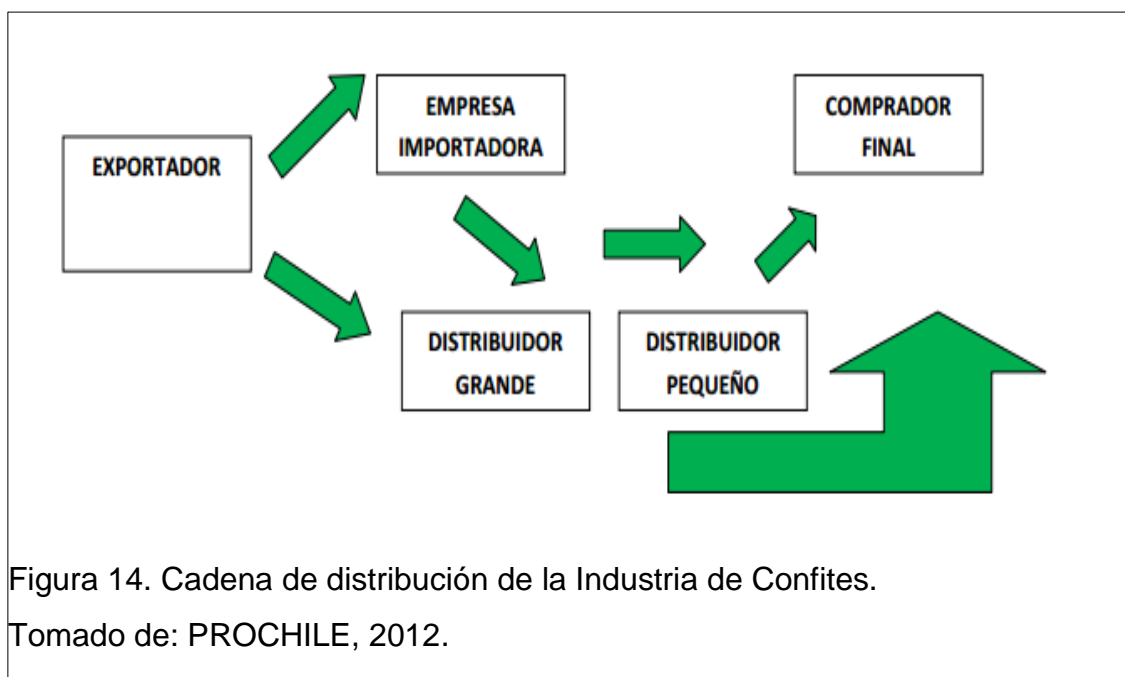 EXPORTADOR
EMPRESA
IMPORTADORA
COMPRADOR
FINAL
DISTRIBUIDOR
GRANDE
DISTRIBUIDOR
PEQUEÑO
Figura 14. Cadena de distribución de la Industria de Confites.
Tomado de: PROCHILE, 2012.